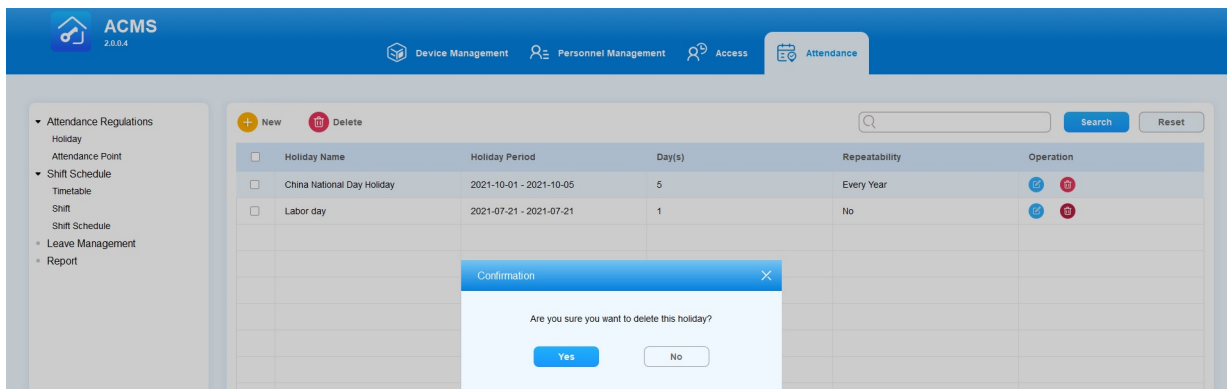 ACMS
2.0.0.4
Device Management Personnel Management Access Attendance
Attendance Regulations
Holiday
Attendance Point
Shift Schedule
Timetable
Shift
Shift Schedule
Leave Management
Report
New Delete Search Reset
Holiday Name Holiday Period Day(s) Repeatability Operation
China National Day Holiday 2021-10-01 - 2021-10-05 5 Every Year
Labor day 2021-07-21 - 2021-07-21 1 No
Confirmation
Are you sure you want to delete this holiday?
Yes No